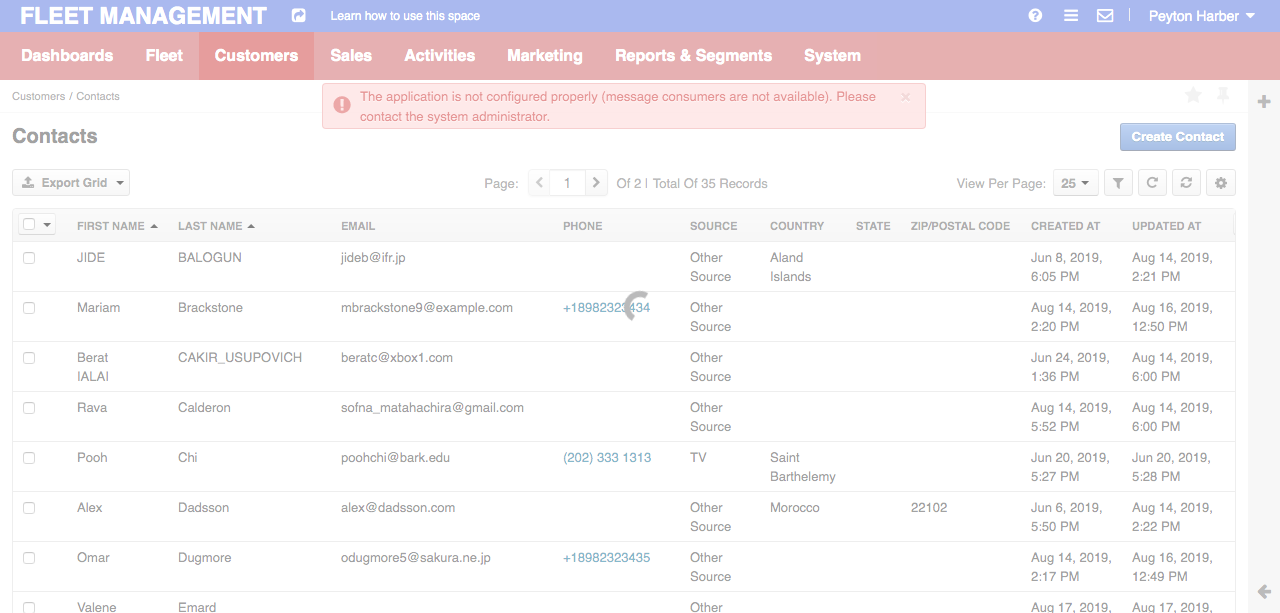 FLEET MANAGEMENT Learn how to use this space Peyton Harber
Dashboards Fleet Customers Sales Activities Marketing Reports & Segments System
Customers / Contacts
The application is not configured properly (message consumers are not available). Please
contact the system administrator.
×
Contacts
Create Contact
Export Grid Page: 1 Of 2 | Total Of 35 Records View Per Page: 25
FIRST NAME LAST NAME EMAIL PHONE SOURCE COUNTRY STATE ZIP/POSTAL CODE CREATED AT UPDATED AT
JIDE BALOGUN jideb@ifr.jp Other Aland Jun 8, 2019, Aug 14, 2019,
Source Islands 6:05 PM 2:21 PM
Mariam Brackstone mbrackstone9@example.com +18982323434 Other Aug 14, 2019, Aug 16, 2019,
Source 2:20 PM 12:50 PM
Berat CAKIR_USUPOVICH beratc@xbox1.com Other Jun 24, 2019, Aug 14, 2019,
IALAI Source 1:36 PM 6:00 PM
Rava Calderon sofna_matahachira@gmail.com Other Aug 14, 2019, Aug 14, 2019,
Source 5:52 PM 6:00 PM
Pooh Chi poohchi@bark.edu (202) 333 1313 TV Saint Jun 20, 2019, Jun 20, 2019,
Barthelemy 5:27 PM 5:28 PM
Alex Dadsson alex@dadsson.com Other Morocco 22102 Jun 6, 2019, Aug 14, 2019,
Source 5:50 PM 2:22 PM
Omar Dugmore odugmore5@sakura.ne.jp +18982323435 Other Aug 14, 2019, Aug 16, 2019,
Source 2:17 PM 12:49 PM
Valene Emard Other Aug 17, 2019, Aug 17, 2019,